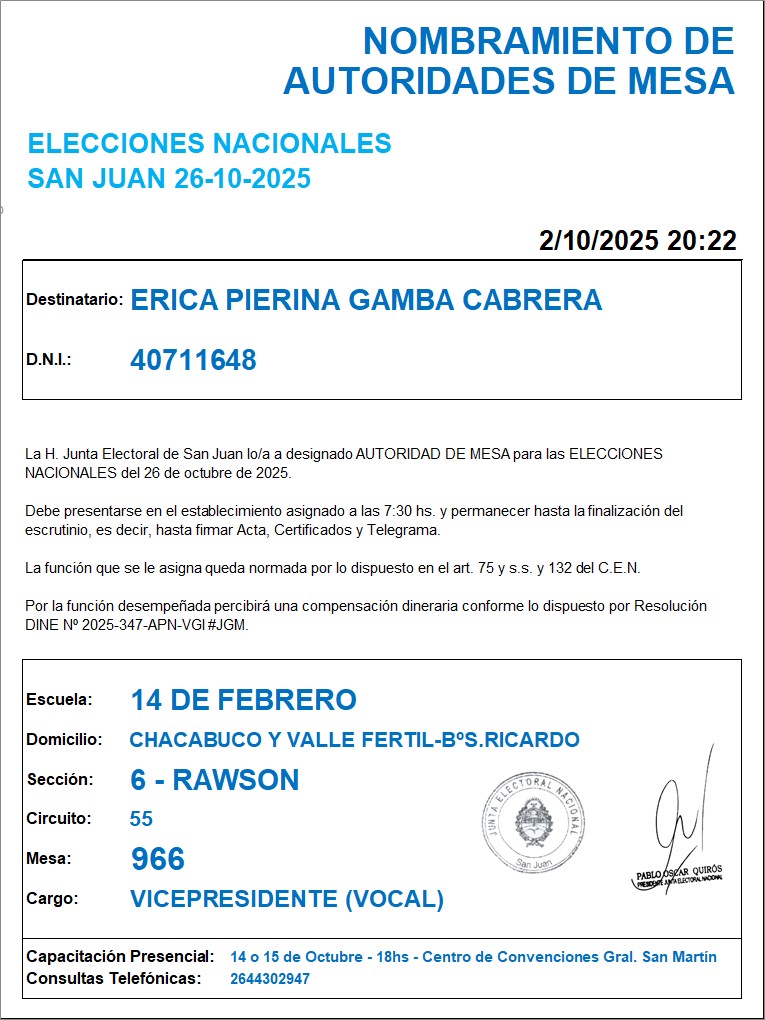 NOMBRAMIENTO DE
AUTORIDADES DE MESA
ELECCIONES NACIONALES
SAN JUAN 26-10-2025
2/10/2025 20:22
Destinatario: ERICA PIERINA GAMBA CABRERA
D.N.I.: 40711648
La H. Junta Electoral de San Juan lo/a a designado AUTORIDAD DE MESA para las ELECCIONES
NACIONALES del 26 de octubre de 2025.
Debe presentarse en el establecimiento asignado a las 7:30 hs. y permanecer hasta la finalización del
escrutinio, es decir, hasta firmar Acta, Certificados y Telegrama.
La función que se le asigna queda normada por lo dispuesto en el art. 75 y s.s. y 132 del C.E.N.
Por la función desempeñada percibirá una compensación dineraria conforme lo dispuesto por Resolución
DINE Nº 2025-347-APN-VGI #JGM.
Escuela: 14 DE FEBRERO
Domicilio: CHACABUCO Y VALLE FERTIL-BºS.RICARDO
Sección: 6 - RAWSON
Circuito: 55
Mesa: 966
Cargo: VICEPRESIDENTE (VOCAL)
JUNTA ELECTORAL NACIONAL
San Juan
PABLO OSCAR QUIRÓS
PRESIDENTE JUNTA ELECTORAL NACIONAL
Capacitación Presencial: 14 o 15 de Octubre - 18hs - Centro de Convenciones Gral. San Martín
Consultas Telefónicas: 2644302947